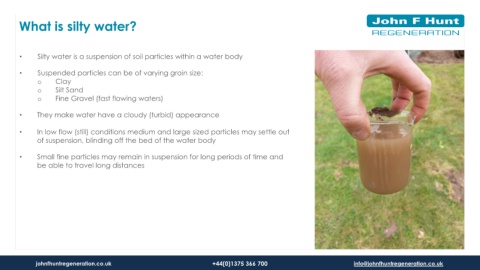 What is silty water?
John F Hunt
REGENERATION
• Silty water is a suspension of soil particles within a water body
• Suspended particles can be of varying grain size:
o Clay
o Silt Sand
o Fine Gravel (fast flowing waters)
• They make water have a cloudy (turbid) appearance
• In low flow (still) conditions medium and large sized particles may settle out
of suspension, blinding off the bed of the water body
• Small fine particles may remain in suspension for long periods of time and
be able to travel long distances
johnfhuntregeneration.co.uk
+44(0)1375 366 700
info@johnfhuntregeneration.co.uk